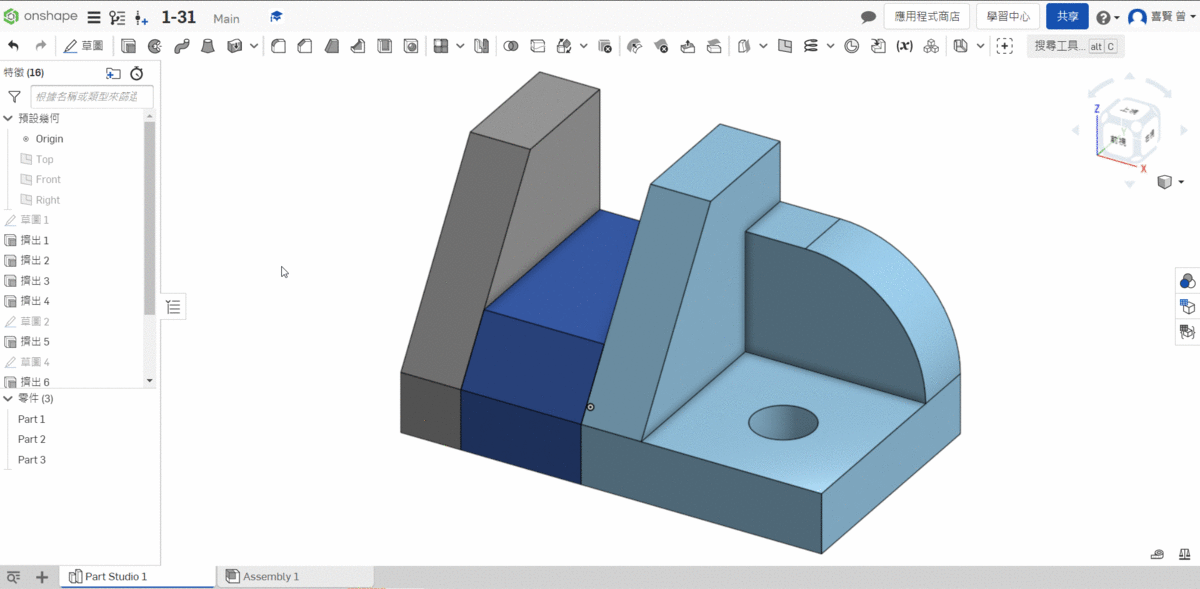 onshape 1-31 Main 應用程式商店 學習中心 共享 喜賢 曾
草圖 (x) 搜尋工具... alt C
特徵 (16)
根據名稱或類型來篩選
預設幾何
Origin
Top
Front
Right
草圖 1
擠出 1
擠出 2
擠出 3
擠出 4
草圖 2
擠出 5
草圖 4
擠出 6
零件 (3)
Part 1
Part 2
Part 3
Z
上視
前視
X
Part Studio 1 Assembly 1